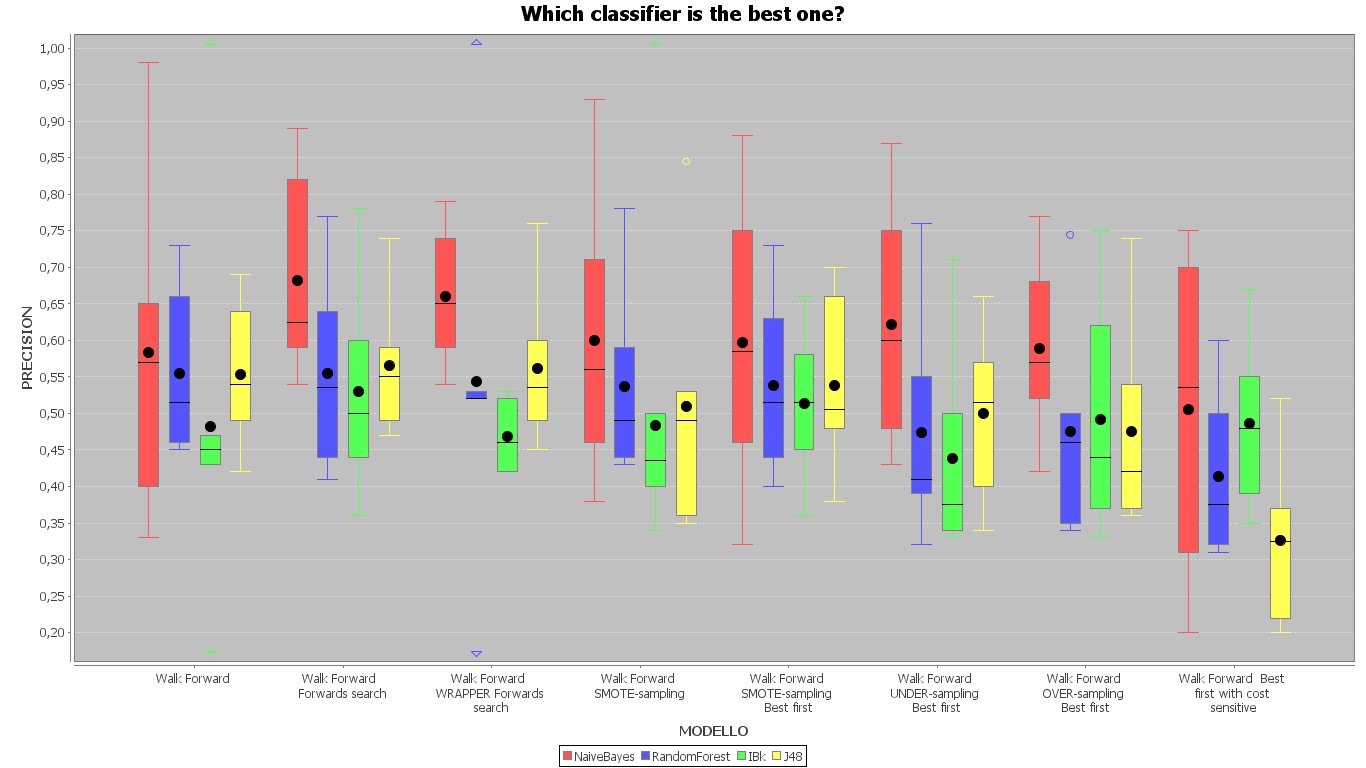 Which classifier is the best one?
1,00
0,95
0,90
0,85
0,80
0,75
0,70
0,65
0,60
0,55
0,50
0,45
0,40
0,35
0,30
0,25
0,20
PRECISION
Walk Forward
Walk Forward
Forwards search
Walk Forward
WRAPPER Forwards
search
Walk Forward
SMOTE-sampling
Walk Forward
SMOTE-sampling
Best first
Walk Forward
UNDER-sampling
Best first
Walk Forward
OVER-sampling
Best first
Walk Forward Best
first with cost
sensitive
MODELLO
NaiveBayes RandomForest IBk J48